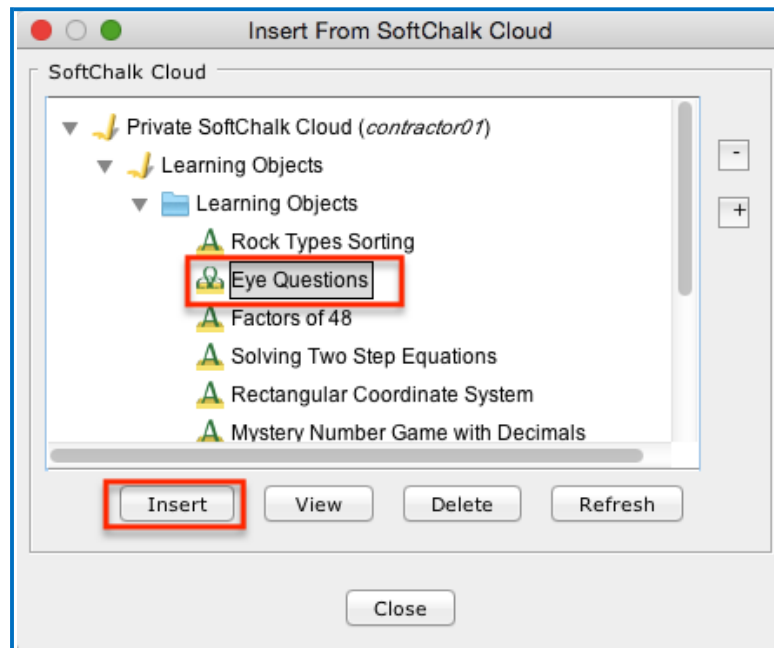 Insert From SoftChalk Cloud
SoftChalk Cloud
Private SoftChalk Cloud (contractor01)
Learning Objects
Learning Objects
Rock Types Sorting
Eye Questions
Factors of 48
Solving Two Step Equations
Rectangular Coordinate System
Mystery Number Game with Decimals
-
+
Insert View Delete Refresh
Close